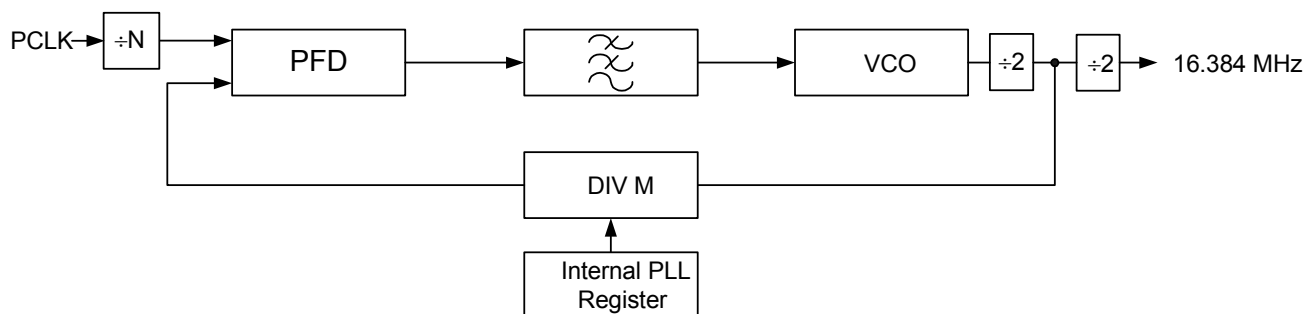 PCLK
÷N
PFD
VCO
÷2
÷2
16.384 MHz
DIV M
Internal PLL
Register